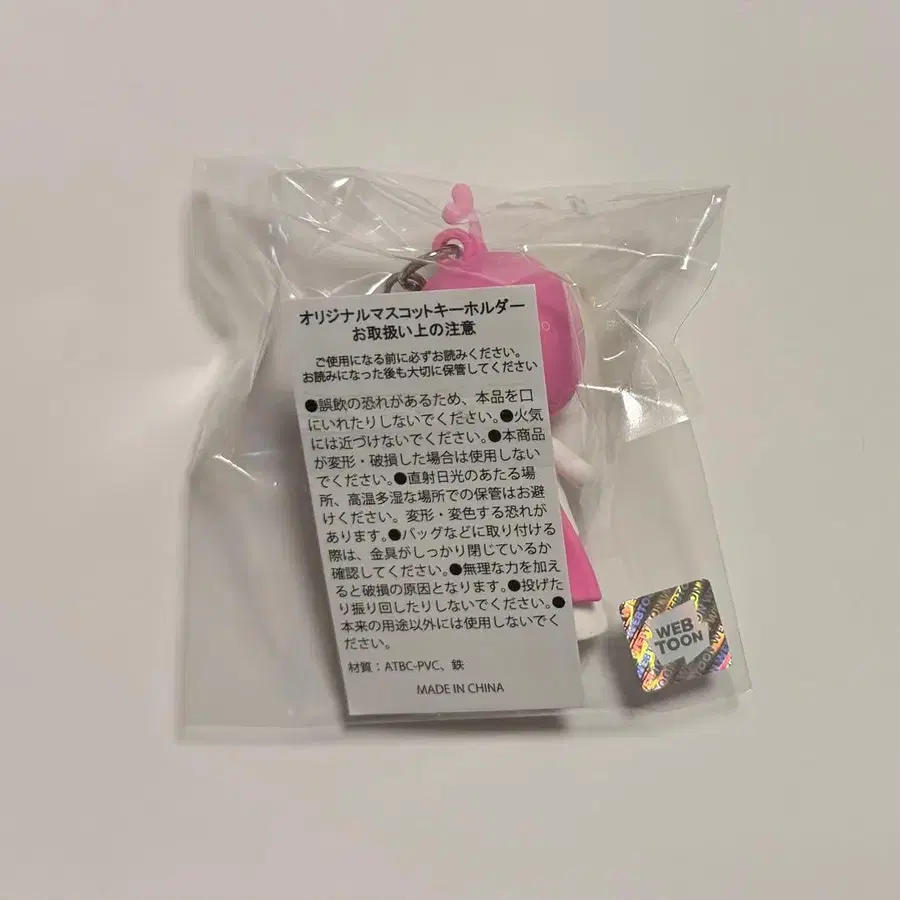 オリジナルマスコットキーホルダー
お取扱い上の注意
ご使用になる前に必ずお読みください。
お読みになった後も大切に保管してください
●誤飲の恐れがあるため、本品を口
にいれたりしないでください。●火気
には近づけないでください。●本商品
が変形・破損した場合は使用しない
でください。●直射日光のあたる場
所、高温多湿な場所での保管はお避
けください。変形・変色する恐れが
あります。●バッグなどに取り付ける
際は、金具がしっかり閉じているか
確認してください。●無理な力を加え
ると破損の原因となります。●投げた
り振り回したりしないでください。●
本来の用途以外には使用しないでく
ださい。
材質：ATBC-PVC、鉄
MADE IN CHINA
WEB
TOON